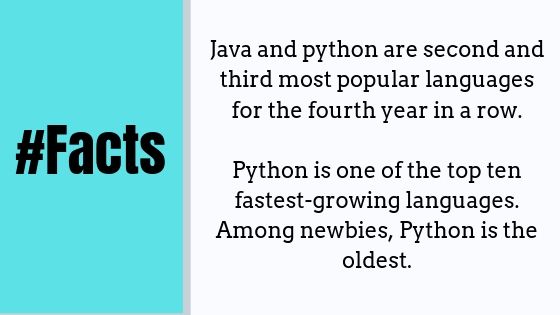 #Facts
Java and python are second and
third most popular languages
for the fourth year in a row.
Python is one of the top ten
fastest-growing languages.
Among newbies, Python is the
oldest.